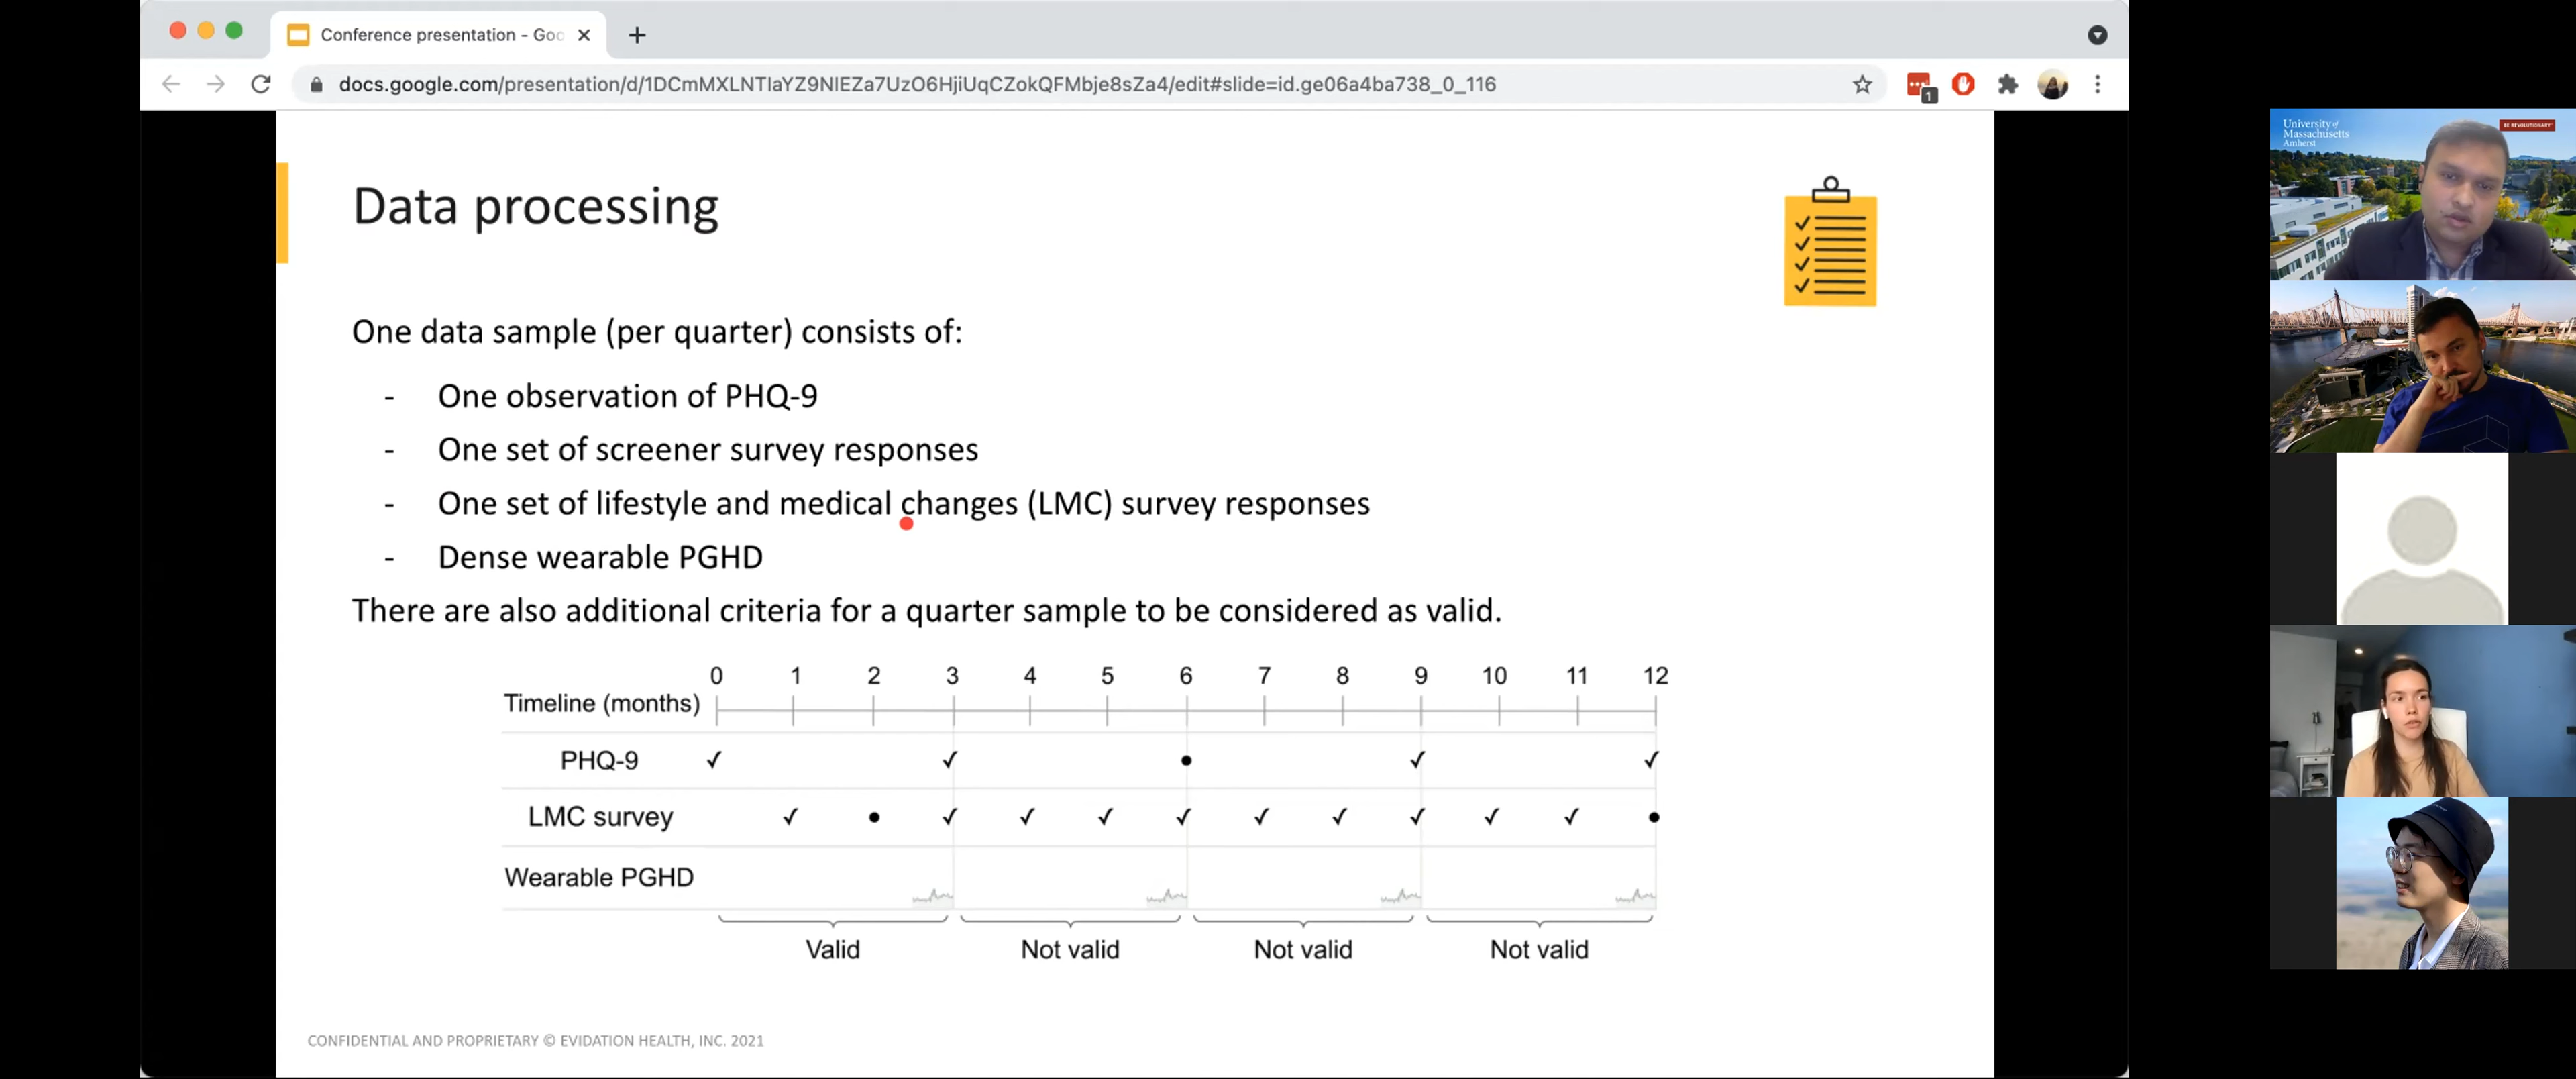 Conference presentation - Goo
docs.google.com/presentation/d/1DCmMXLNTIaYZ9NIEZa7UzO6HjiUqCZokQFMbje8sZa4/edit#slide=id.ge06a4ba738_0_116
1
Data processing
One data sample (per quarter) consists of:
- One observation of PHQ-9
- One set of screener survey responses
- One set of lifestyle and medical changes (LMC) survey responses
- Dense wearable PGHD
There are also additional criteria for a quarter sample to be considered as valid.
0 1 2 3 4 5 6 7 8 9 10 11 12
Timeline (months)
PHQ-9
LMC survey
Wearable PGHD
Valid Not valid Not valid Not valid
CONFIDENTIAL AND PROPRIETARY © EVIDATION HEALTH, INC. 2021
University of
Massachusetts
Amherst
BE REVOLUTIONARY